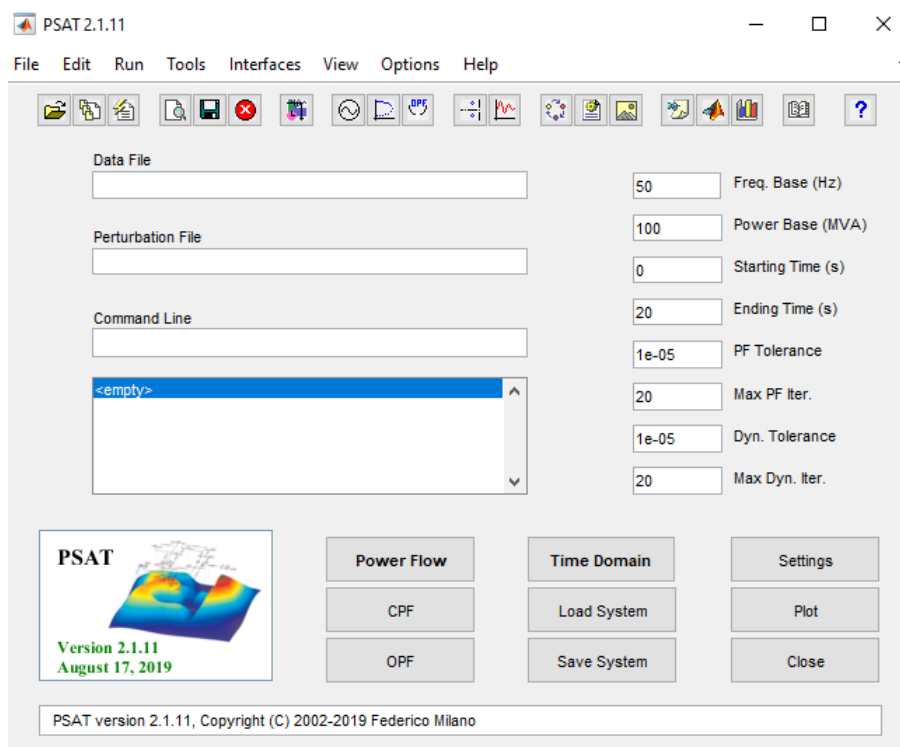 PSAT 2.1.11
File Edit Run Tools Interfaces View Options Help
OPF
?
Data File
50 Freq. Base (Hz)
100 Power Base (MVA)
Perturbation File
0 Starting Time (s)
20 Ending Time (s)
Command Line
1e-05 PF Tolerance
<empty>
20 Max PF Iter.
1e-05 Dyn. Tolerance
20 Max Dyn. Iter.
PSAT
Version 2.1.11
August 17, 2019
Power Flow Time Domain Settings
CPF Load System Plot
OPF Save System Close
PSAT version 2.1.11, Copyright (C) 2002-2019 Federico Milano